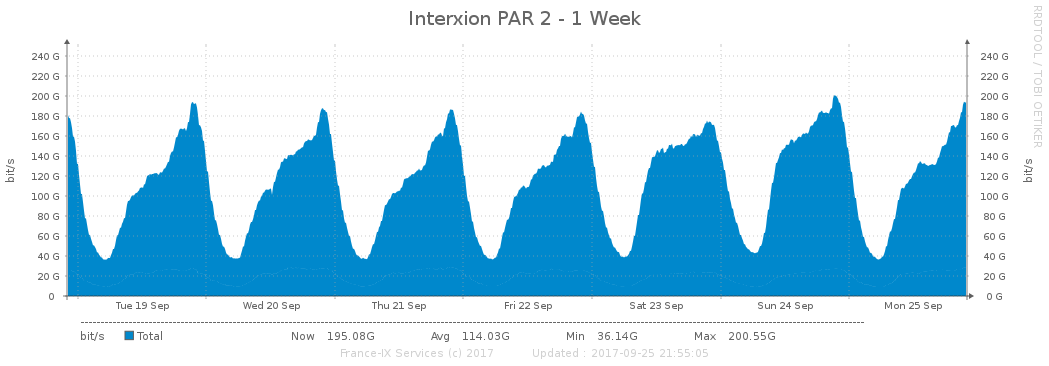 Interxion PAR 2 - 1 Week
RRDTOOL / TOBI OETIKER
bit/s
240 G 240 G
220 G 220 G
200 G 200 G
180 G 180 G
160 G 160 G
140 G 140 G
120 G 120 G
100 G 100 G
80 G 80 G
60 G 60 G
40 G 40 G
20 G 20 G
0 0 G
bit/s
Tue 19 Sep Wed 20 Sep Thu 21 Sep Fri 22 Sep Sat 23 Sep Sun 24 Sep Mon 25 Sep
bit/s Total Now 195.08G Avg 114.03G Min 36.14G Max 200.55G
France-IX Services (c) 2017 Updated : 2017-09-25 21:55:05